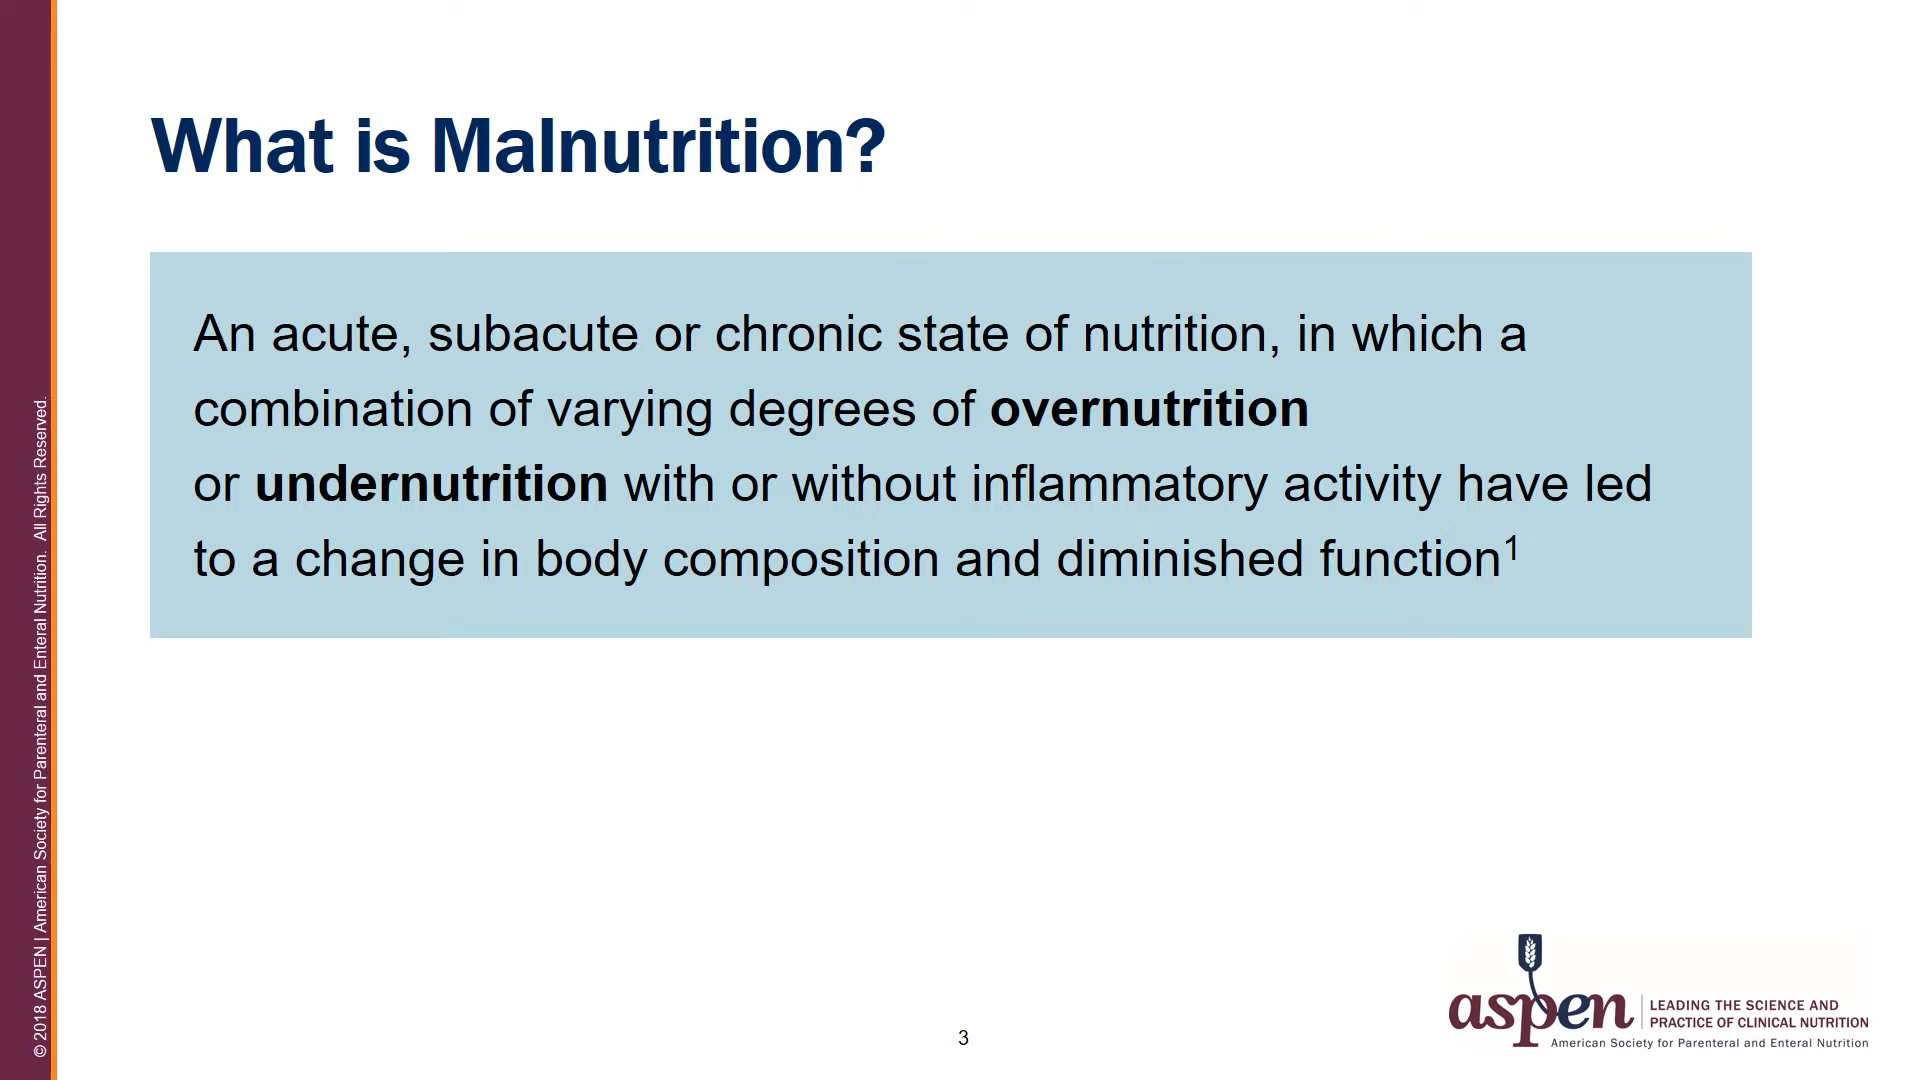 What is Malnutrition?
An acute, subacute or chronic state of nutrition, in which a
combination of varying degrees of overnutrition
or undernutrition with or without inflammatory activity have led
to a change in body composition and diminished function¹
© 2018 ASPEN | American Society for Parenteral and Enteral Nutrition.  All Rights Reserved.
3
aspen
LEADING THE SCIENCE AND
PRACTICE OF CLINICAL NUTRITION
American Society for Parenteral and Enteral Nutrition